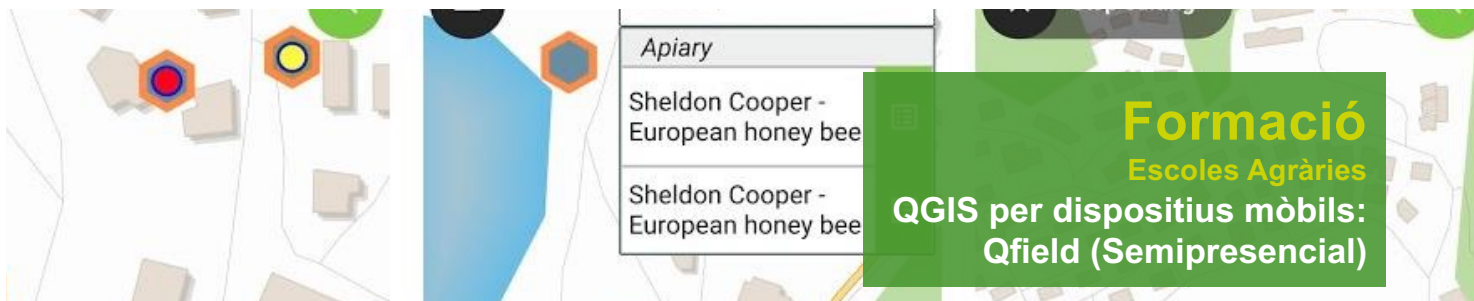 Apiary
Sheldon Cooper -
European honey bee
Sheldon Cooper -
European honey bee
Formació
Escoles Agràries
QGIS per dispositius mòbils:
Qfield (Semipresencial)